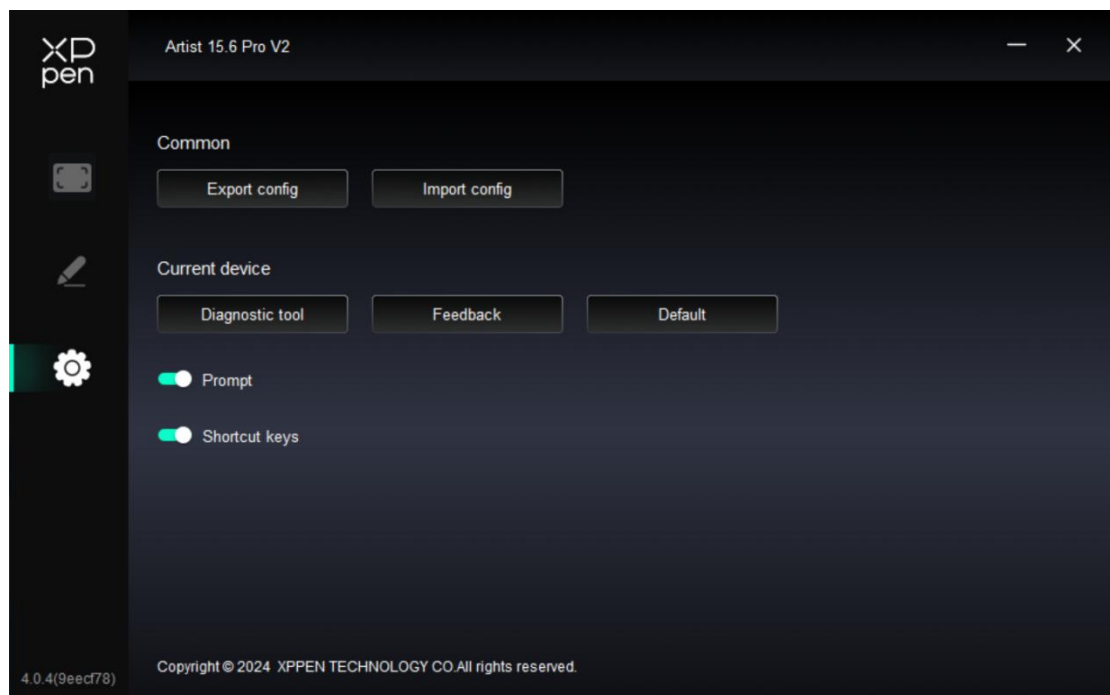 XP
pen
Artist 15.6 Pro V2
Common
Export config
Import config
Current device
Diagnostic tool
Feedback
Default
Prompt
Shortcut keys
Copyright © 2024 XPPEN TECHNOLOGY CO.All rights reserved.
4.0.4(9eecf78)